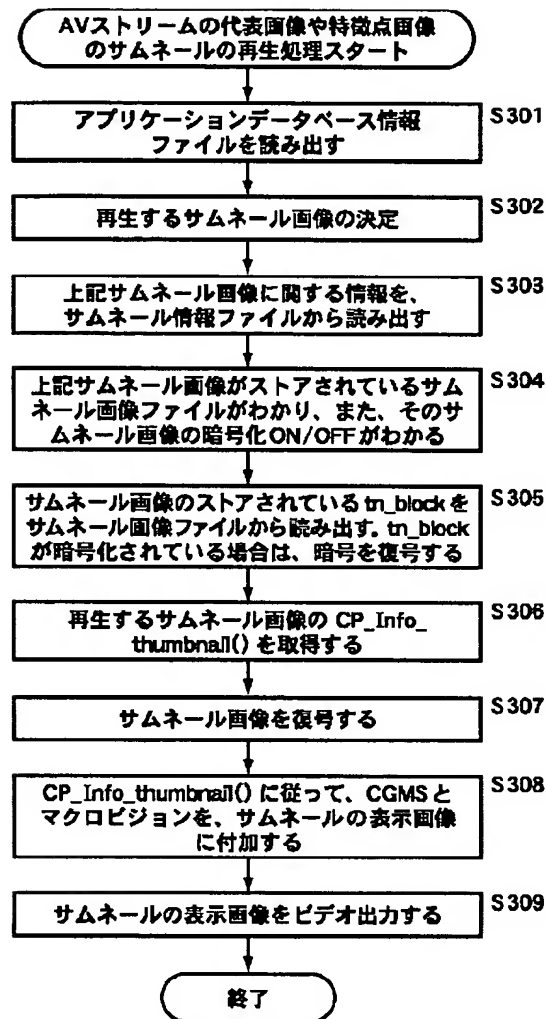 AVストリームの代表画像や特徴点画像
のサムネールの再生処理スタート
アプリケーションデータベース情報
ファイルを読み出す
S301
再生するサムネール画像の決定
S302
上記サムネール画像に関する情報を、
サムネール情報ファイルから読み出す
S303
上記サムネール画像がストアされているサム
ネール画像ファイルがわかり、また、そのサ
ムネール画像の暗号化ON/OFFがわかる
S304
サムネール画像のストアされているtn_blockを
サムネール画像ファイルから読み出す。tn_block
が暗号化されている場合は、暗号を復号する
S305
再生するサムネール画像の CP_Info_
thumbnail() を取得する
S306
サムネール画像を復号する
S307
CP_Info_thumbnail() に従って、CGMSと
マクロビジョンを、サムネールの表示画像
に付加する
S308
サムネールの表示画像をビデオ出力する
S309
終了